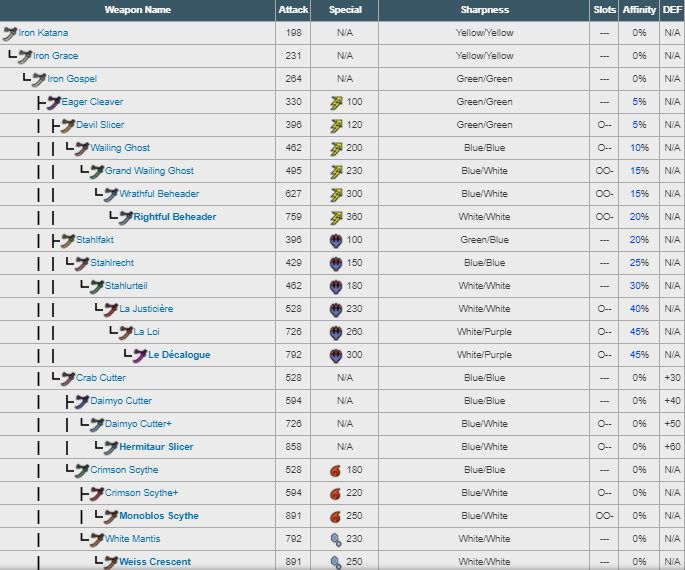 Weapon Name Attack Special Sharpness Slots Affinity DEF
Iron Katana 198 N/A Yellow/Yellow --- 0% N/A
Iron Grace 231 N/A Yellow/Yellow --- 0% N/A
Iron Gospel 264 N/A Green/Green --- 0% N/A
Eager Cleaver 330 100 Green/Green --- 5% N/A
Devil Slicer 396 120 Green/Green O-- 5% N/A
Wailing Ghost 462 200 Blue/Blue O-- 10% N/A
Grand Wailing Ghost 495 230 Blue/White OO- 15% N/A
Wrathful Beheader 627 300 Blue/White OO- 15% N/A
Rightful Beheader 759 360 White/White OO- 20% N/A
Stahlfakt 396 100 Green/Blue --- 20% N/A
Stahlrecht 429 150 Blue/Blue --- 25% N/A
Stahlurteil 462 180 White/White --- 30% N/A
La Justicière 528 230 White/White O-- 40% N/A
La Loi 726 260 White/Purple O-- 45% N/A
Le Décalogue 792 300 White/Purple O-- 45% N/A
Crab Cutter 528 N/A Blue/Blue --- 0% +30
Daimyo Cutter 594 N/A Blue/Blue --- 0% +40
Daimyo Cutter+ 726 N/A Blue/White O-- 0% +50
Hermitaur Slicer 858 N/A Blue/White O-- 0% +60
Crimson Scythe 528 180 Blue/Blue --- 0% N/A
Crimson Scythe+ 594 220 Blue/White O-- 0% N/A
Monoblos Scythe 891 250 Blue/White OO- 0% N/A
White Mantis 792 230 White/White --- 0% N/A
Weiss Crescent 891 250 White/White --- 0% N/A